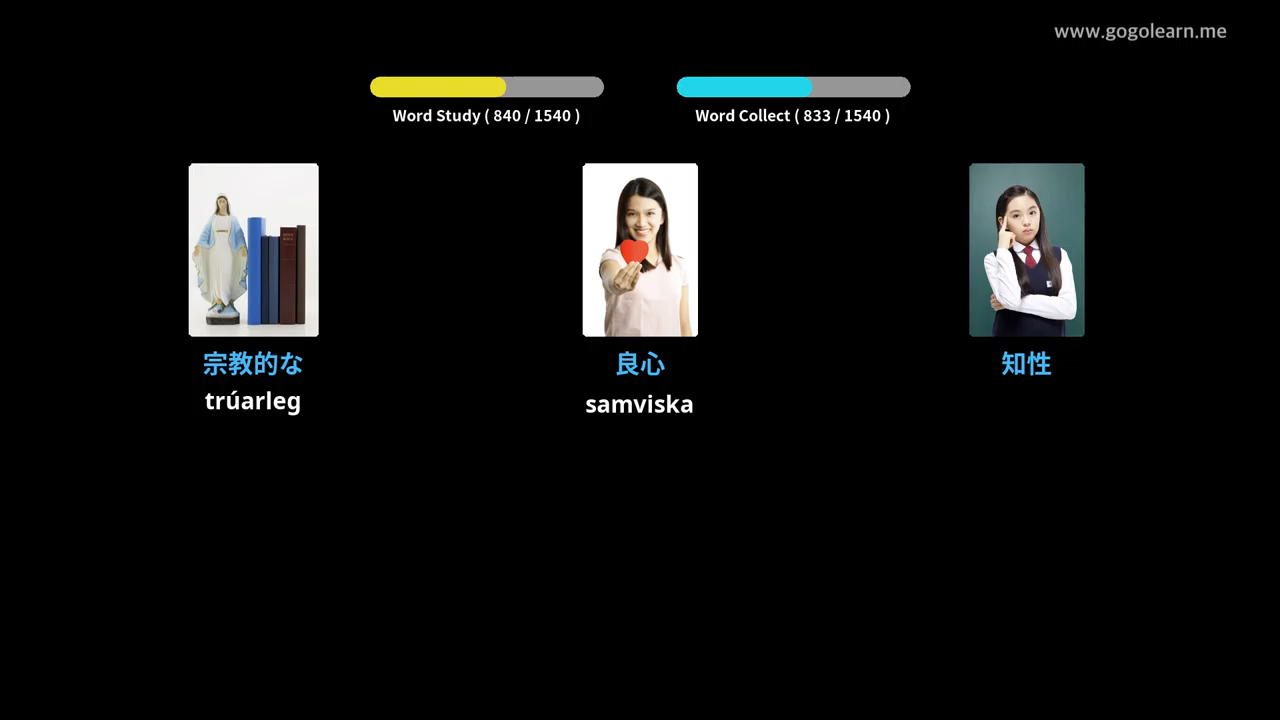 www.gogolearn.me
Word Study ( 840 / 1540 )
Word Collect ( 833 / 1540 )
宗教的な
trúarleg
良心
samviska
知性